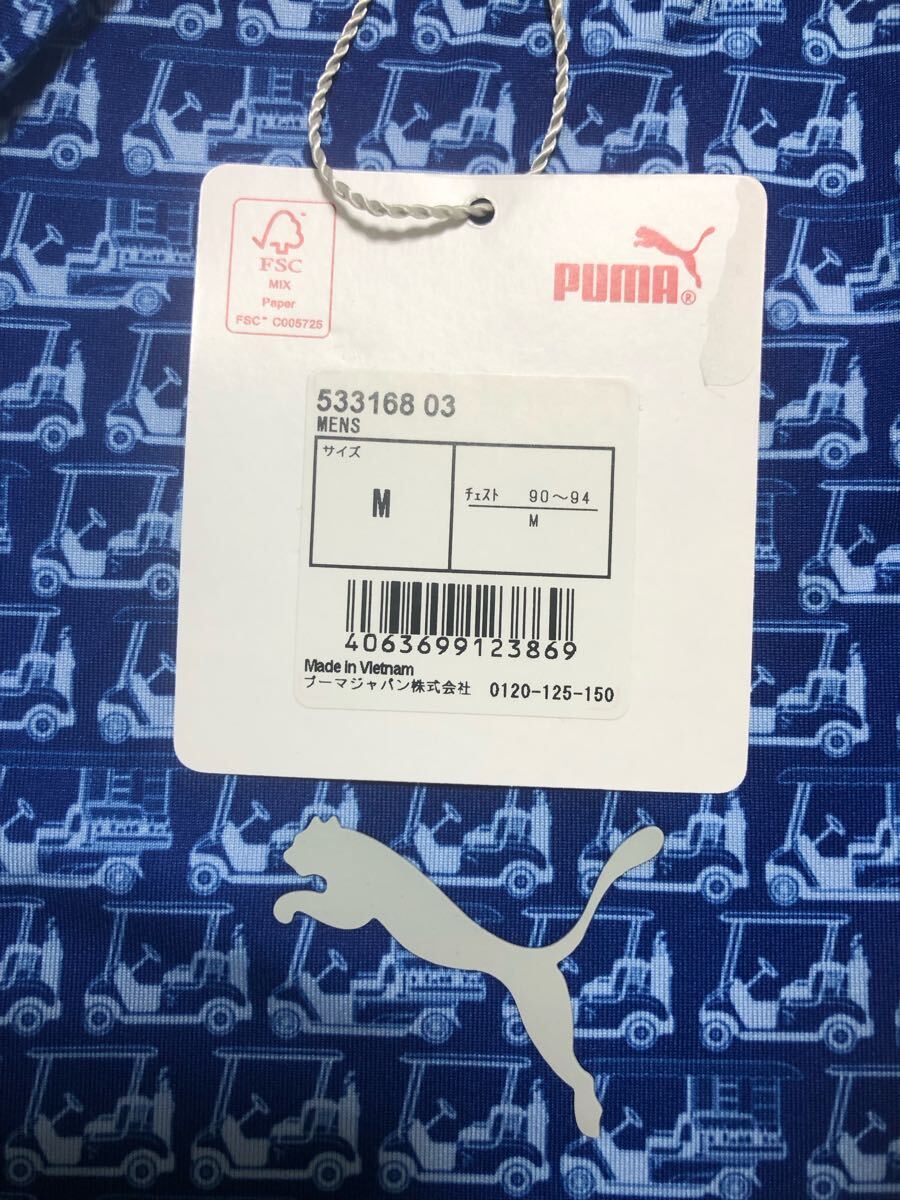 FSC
MIX
Paper
FSC™ C005725
PUMA®
533168 03
MENS
サイズ
M
チェスト 90～94
M
4063699123869
Made in Vietnam
プーマジャパン株式会社 0120-125-150